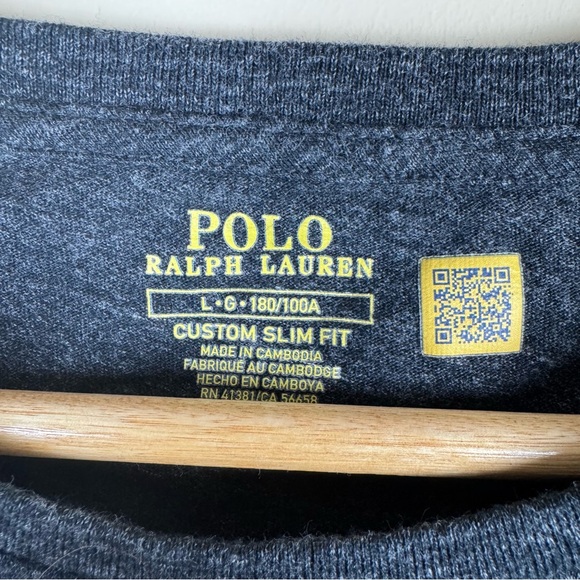 POLO
RALPH LAUREN
L•G•180/100A
CUSTOM SLIM FIT
MADE IN CAMBODIA
FABRIQUÉ AU CAMBODGE
HECHO EN CAMBOYA
RN 41381/CA 56658